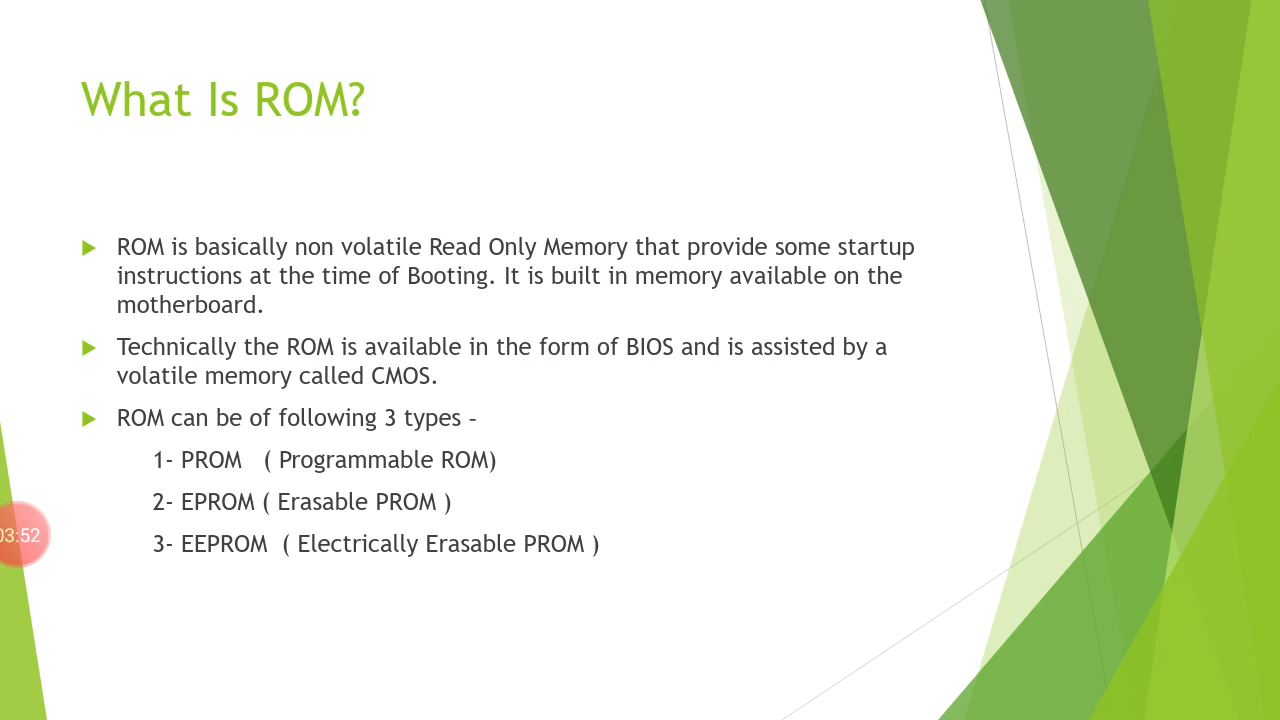 What Is ROM?
ROM is basically non volatile Read Only Memory that provide some startup
instructions at the time of Booting. It is built in memory available on the
motherboard.
Technically the ROM is available in the form of BIOS and is assisted by a
volatile memory called CMOS.
ROM can be of following 3 types –
1- PROM   ( Programmable ROM)
2- EPROM ( Erasable PROM )
03:52
3- EEPROM  ( Electrically Erasable PROM )